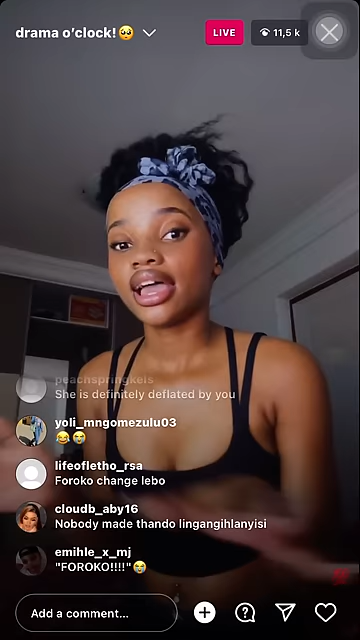 drama o'clock!🥺
LIVE
11,5 k
peachspringkels
She is definitely deflated by you
yoli_mngomezulu03
😂😭
lifeofletho_rsa
Foroko change lebo
cloudb_aby16
Nobody made thando lingangihlanyisi
emihle_x_mj
"FOROKO!!!!"😭
Add a comment...